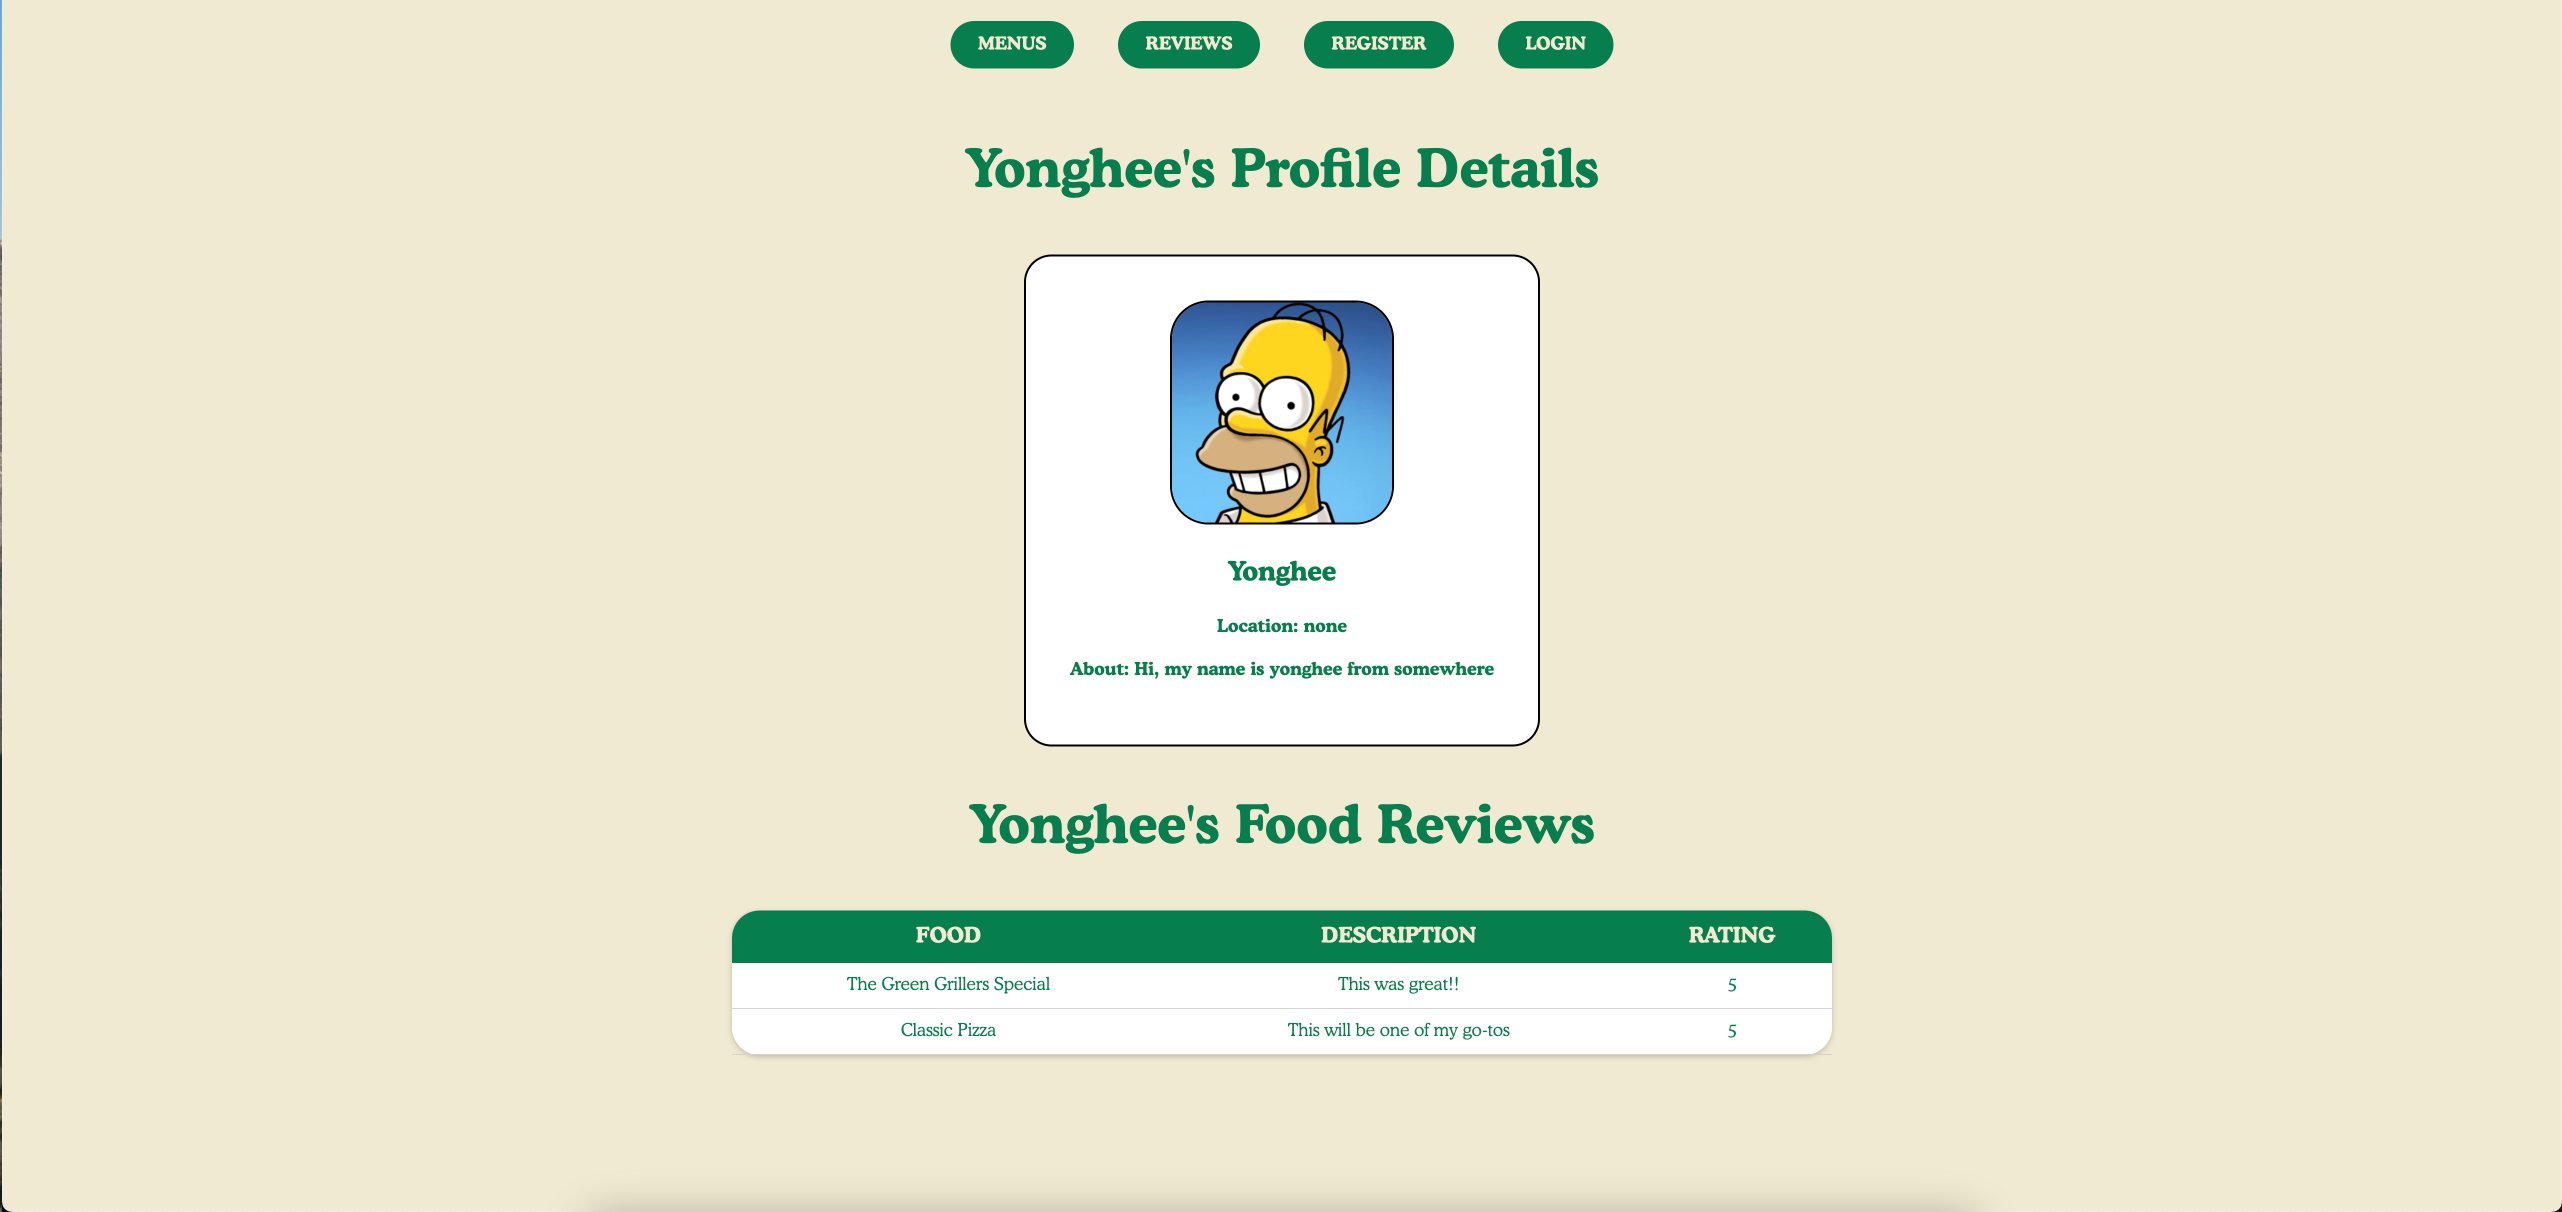 MENUS REVIEWS REGISTER LOGIN
Yonghee's Profile Details
Yonghee
Location: none
About: Hi, my name is yonghee from somewhere
Yonghee's Food Reviews
FOOD DESCRIPTION RATING
The Green Grillers Special This was great!! 5
Classic Pizza This will be one of my go-tos 5